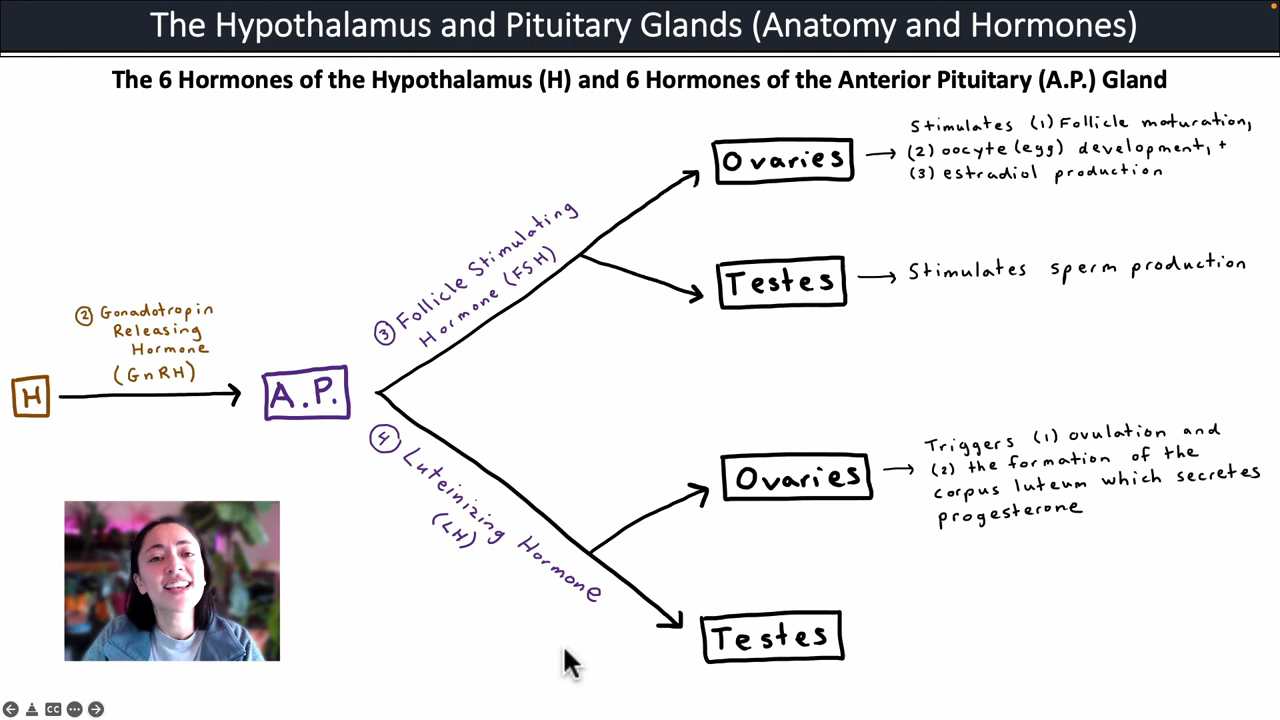 The Hypothalamus and Pituitary Glands (Anatomy and Hormones)
The 6 Hormones of the Hypothalamus (H) and 6 Hormones of the Anterior Pituitary (A.P.) Gland
H
② Gonadotropin
Releasing
Hormone
(GnRH)
A.P.
③ Follicle Stimulating
Hormone (FSH)
Ovaries
Stimulates (1) Follicle maturation,
(2) oocyte (egg) development, +
(3) estradiol production
Testes
Stimulates sperm production
④ Luteinizing Hormone
(LH)
Ovaries
Triggers (1) ovulation and
(2) the formation of the
corpus luteum which secretes
progesterone
Testes
CC